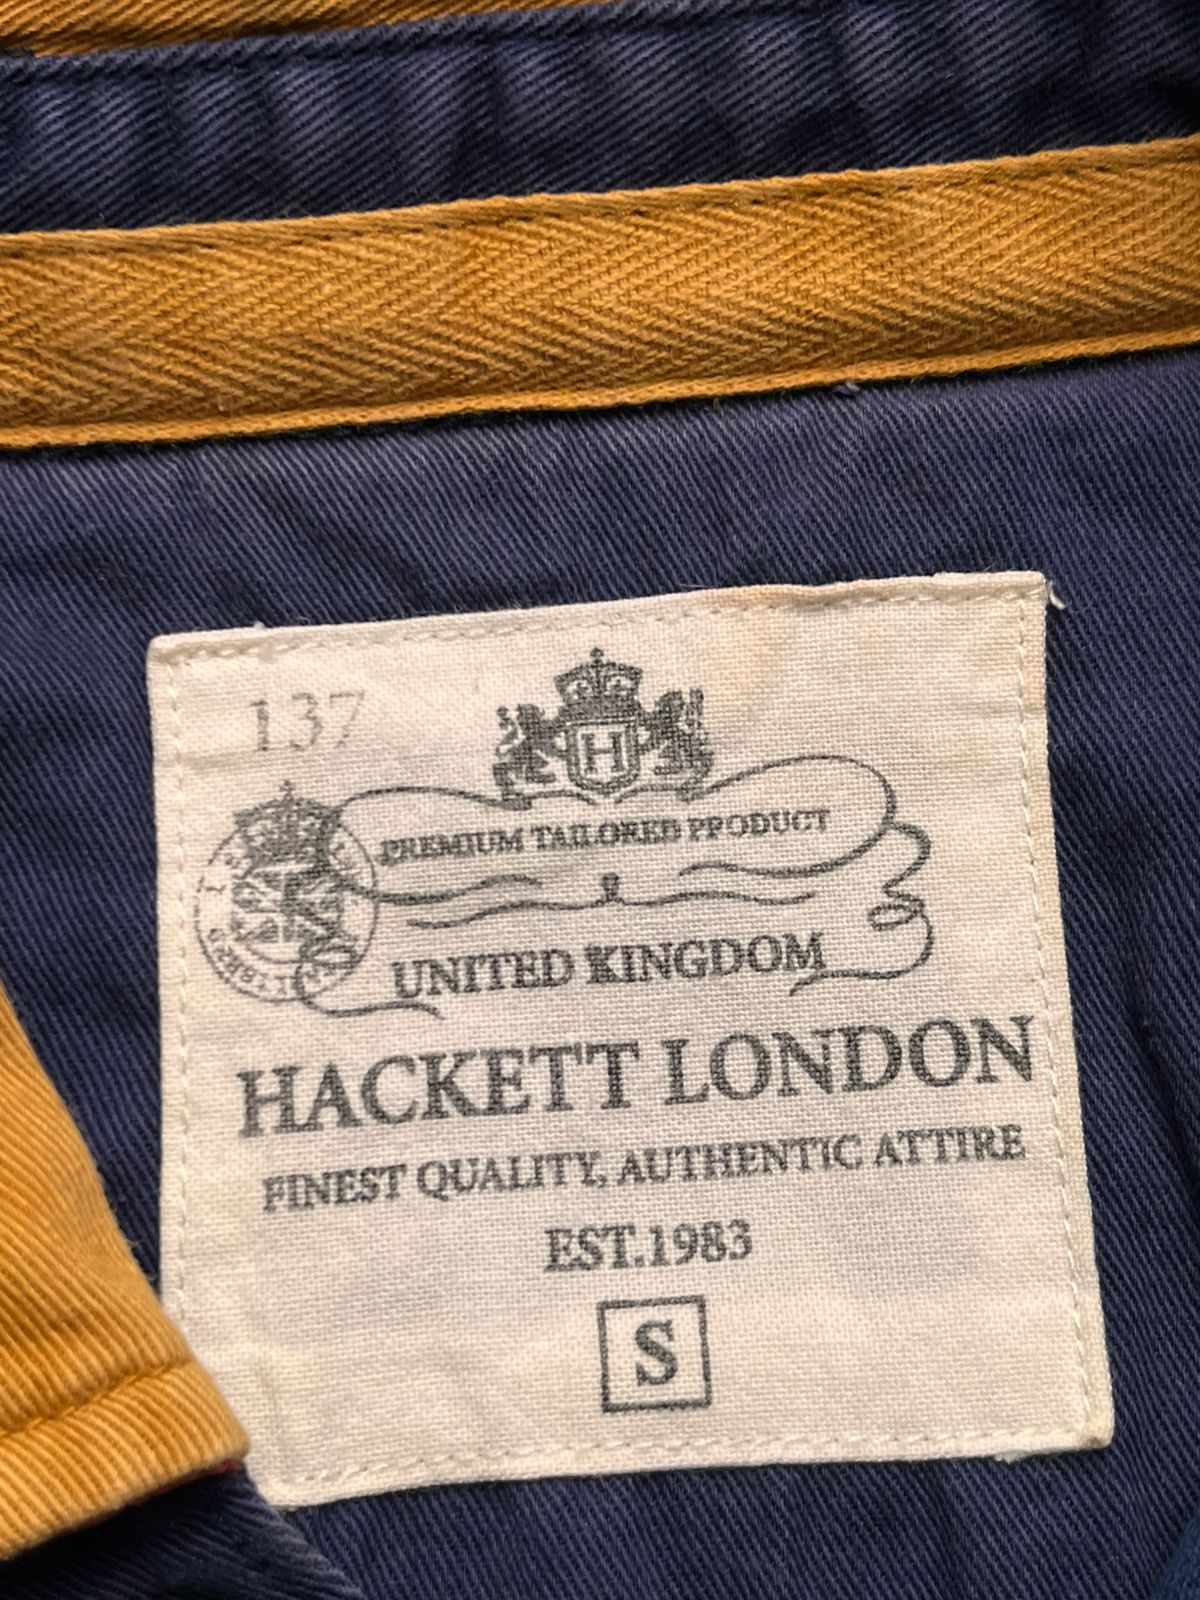 137
H
PREMIUM TAILORED PRODUCT
UNITED KINGDOM
HACKETT LONDON
FINEST QUALITY, AUTHENTIC ATTIRE
EST.1983
S